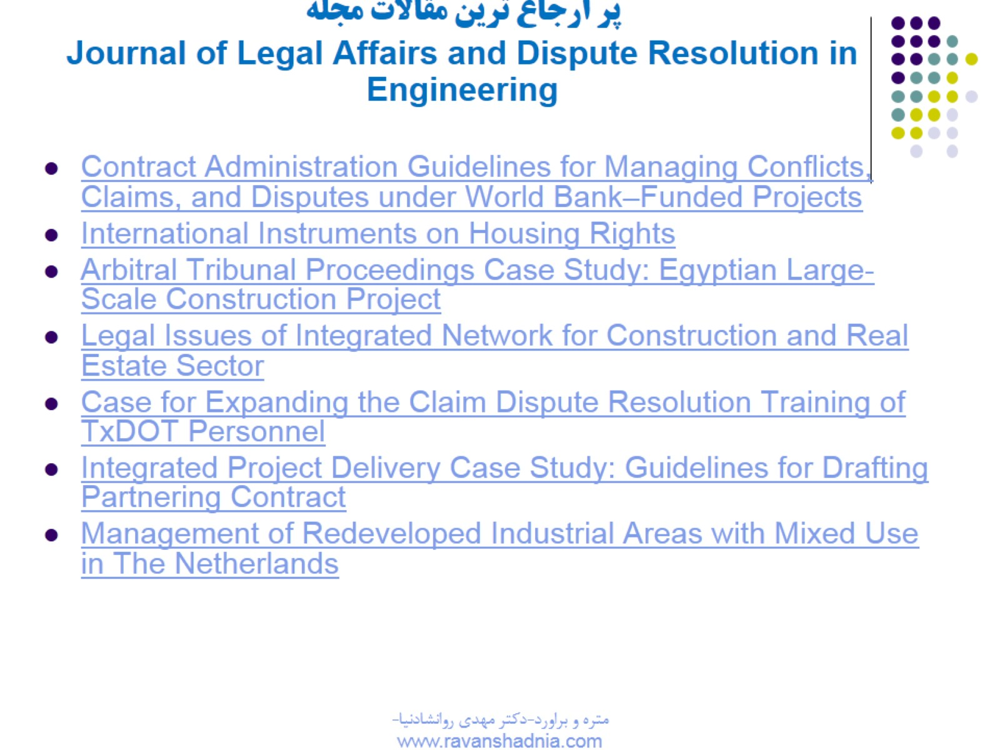 پر ارجاع ترین مقالات مجله
Journal of Legal Affairs and Dispute Resolution in
Engineering
Contract Administration Guidelines for Managing Conflicts,
Claims, and Disputes under World Bank–Funded Projects
International Instruments on Housing Rights
Arbitral Tribunal Proceedings Case Study: Egyptian Large-
Scale Construction Project
Legal Issues of Integrated Network for Construction and Real
Estate Sector
Case for Expanding the Claim Dispute Resolution Training of
TxDOT Personnel
Integrated Project Delivery Case Study: Guidelines for Drafting
Partnering Contract
Management of Redeveloped Industrial Areas with Mixed Use
in The Netherlands
متره و براورد-دکتر مهدی روانشادنیا-
www.ravanshadnia.com